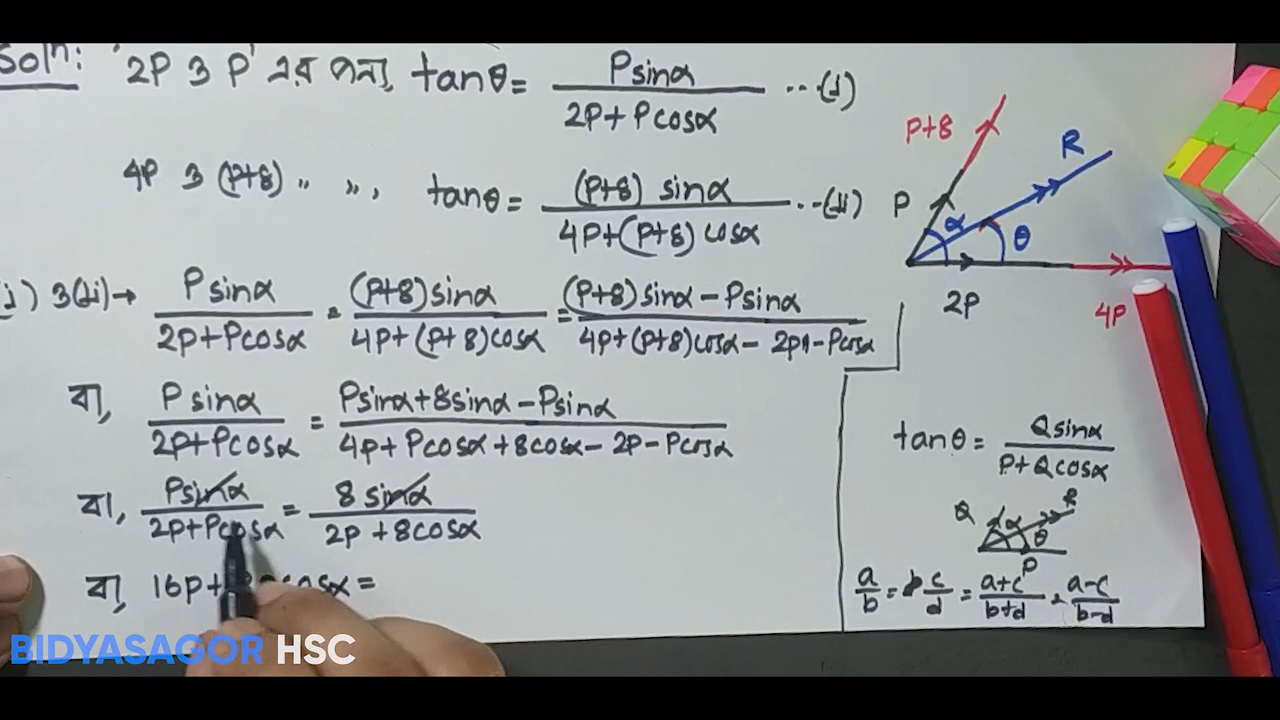 Solⁿ: '2P ও P' এর জন্য, tanθ = Psinα / 2P+Pcosα ...(i)
4P ও (P+8) " ", tanθ = (P+8) sinα / 4P+(P+8) cosα ...(ii)
(i) ও (ii) → Psinα / 2P+Pcosα = (P+8)sinα / 4P+(P+8)cosα = (P+8)sinα - Psinα / 4P+(P+8)cosα - 2P - Pcosα
বা, Psinα / 2P+Pcosα = Psinα+8sinα-Psinα / 4P+Pcosα+8cosα-2P-Pcosα
বা, Psinα / 2P+Pcosα = 8 sinα / 2P+8cosα
বা, 16P+ cosα =
P+8
R
P
α
θ
2P
4P
tanθ = Qsinα / P+Qcosα
Q
α
R
θ
P
a/b = c/d = a+c/b+d = a-c/b-d
BIDYASAGOR HSC